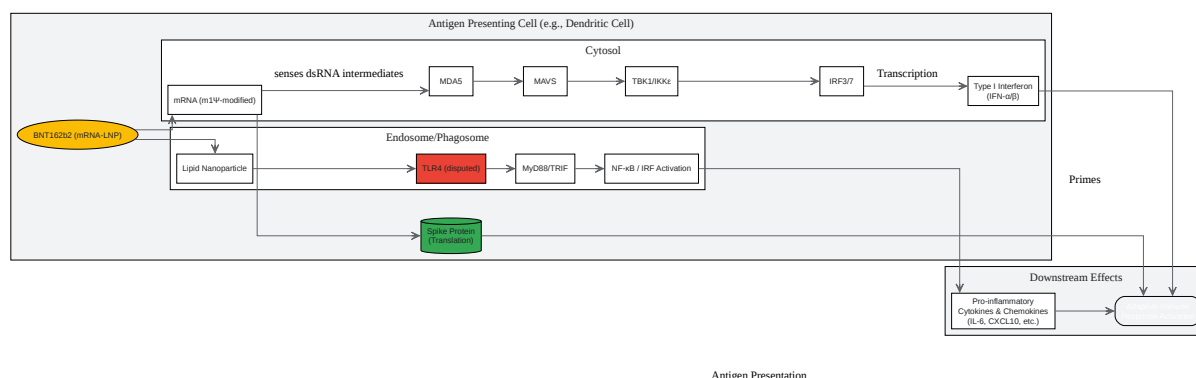 Antigen Presenting Cell (e.g., Dendritic Cell)
Cytosol
senses dsRNA intermediates
MDA5
MAVS
TBK1/IKKε
IRF3/7
Transcription
Type I Interferon
(IFN-α/β)
mRNA (m1Ψ-modified)
BNT162b2 (mRNA-LNP)
Endosome/Phagosome
Lipid Nanoparticle
TLR4 (disputed)
MyD88/TRIF
NF-κB / IRF Activation
Primes
Spike Protein
(Translation)
Downstream Effects
Pro-inflammatory
Cytokines & Chemokines
(IL-6, CXCL10, etc.)
Antigen Presentation